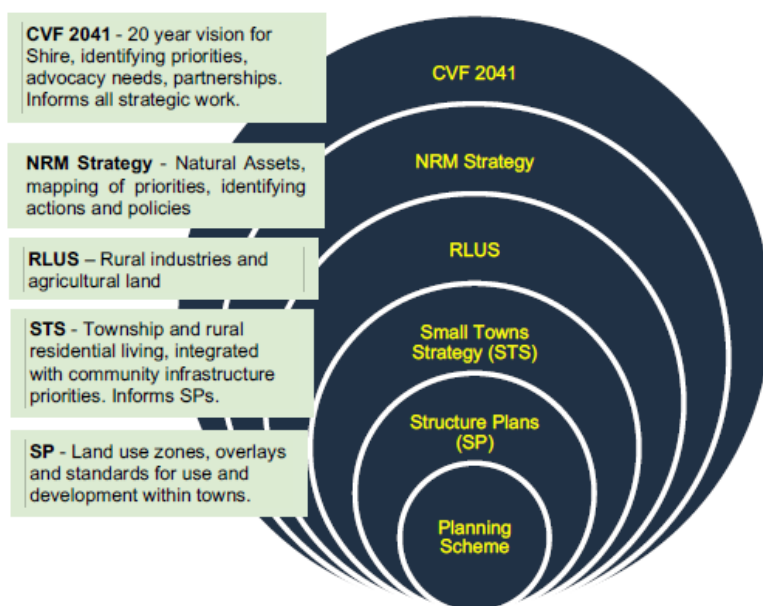 CVF 2041 - 20 year vision for
Shire, identifying priorities,
advocacy needs, partnerships.
Informs all strategic work.
NRM Strategy - Natural Assets,
mapping of priorities, identifying
actions and policies
RLUS – Rural industries and
agricultural land
STS - Township and rural
residential living, integrated
with community infrastructure
priorities. Informs SPs.
SP - Land use zones, overlays
and standards for use and
development within towns.
CVF 2041
NRM Strategy
RLUS
Small Towns
Strategy (STS)
Structure Plans
(SP)
Planning
Scheme